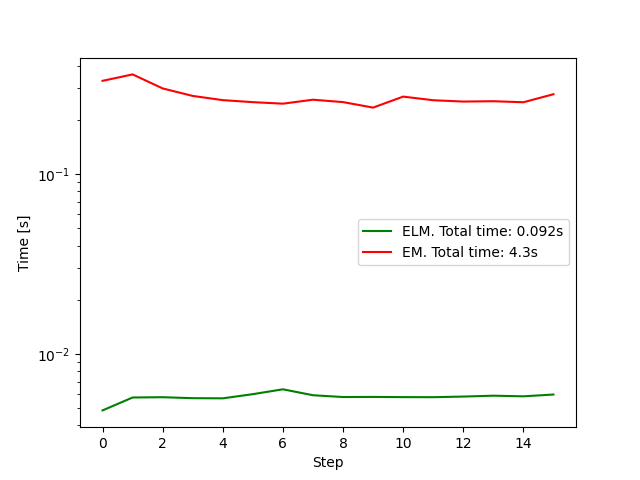 10⁻¹
10⁻²
Time [s]
ELM. Total time: 0.092s
EM. Total time: 4.3s
0 2 4 6 8 10 12 14
Step